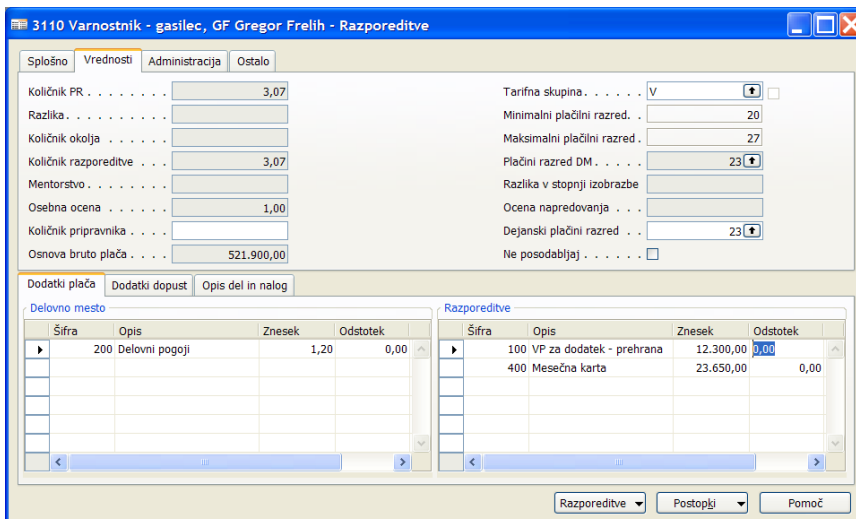 3110 Varnostnik - gasilec, GF Gregor Frelih - Razporeditve
Splošno Vrednosti Administracija Ostalo
Količnik PR . . . . . . . . 3,07
Razlika. . . . . . . . . . .
Količnik okolja . . . . . .
Količnik razporeditve . . . 3,07
Mentorstvo. . . . . . . . .
Osebna ocena . . . . . . 1,00
Količnik pripravnika . . . .
Osnova bruto plača . . . . 521.900,00
Tarifna skupina. . . . . . V
Minimalni plačilni razred. . 20
Maksimalni plačilni razred . 27
Plačini razred DM . . . . . 23
Razlika v stopnji izobrazbe
Ocena napredovanja . . .
Dejanski plačini razred . . 23
Ne posodabljaj . . . . . .
Dodatki plača Dodatki dopust Opis del in nalog
Delovno mesto
Šifra Opis Znesek Odstotek
200 Delovni pogoji 1,20 0,00
Razporeditve
Šifra Opis Znesek Odstotek
100 VP za dodatek - prehrana 12.300,00 0,00
400 Mesečna karta 23.650,00 0,00
Razporeditve Postopki Pomoč